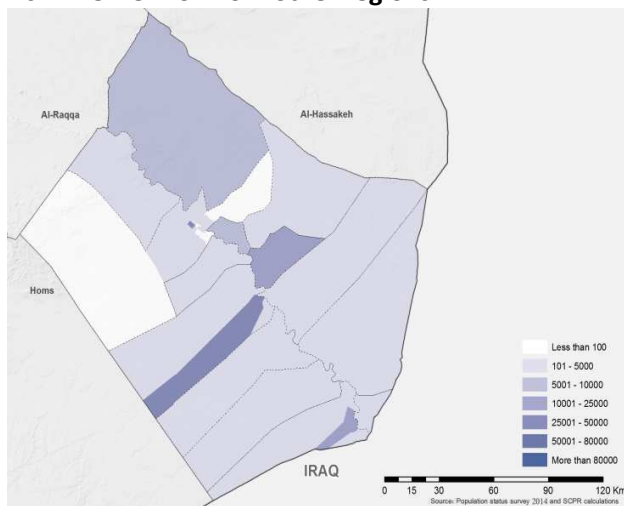 Al-Raqqa
Al-Hassakeh
Homs
IRAQ
Less than 100
101 - 5000
5001 - 10000
10001 - 25000
25001 - 50000
50001 - 80000
More than 80000
0 15 30 60 90 120 Km
Source: Population status survey 2014 and SCPR calculations